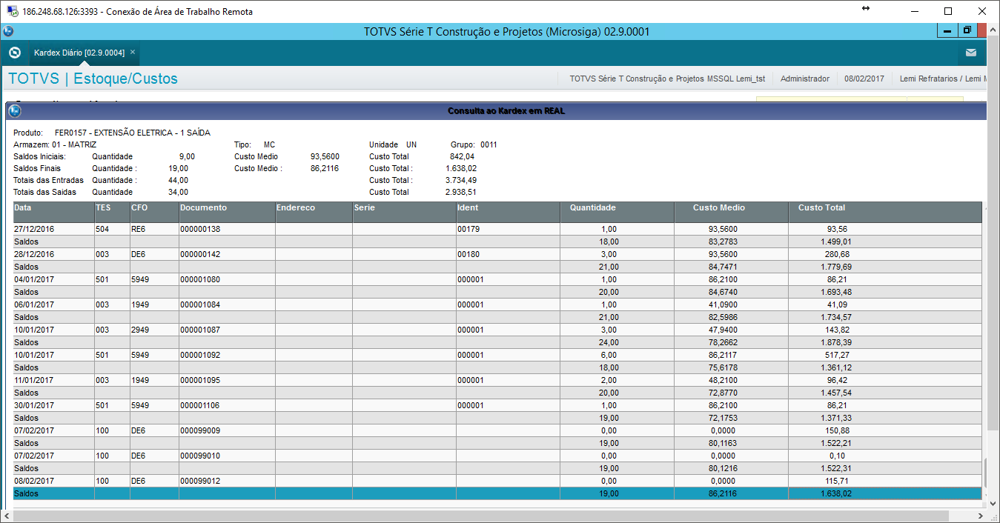 186.248.68.126:3393 - Conexão de Área de Trabalho Remota
TOTVS Série T Construção e Projetos (Microsiga) 02.9.0001
Kardex Diário [02.9.0004]
TOTVS | Estoque/Custos TOTVS Série T Construção e Projetos MSSQL Lemi_tst Administrador 08/02/2017 Lemi Refratarios / Lemi
Consulta ao Kardex em REAL
Produto: FER0157 - EXTENSÃO ELETRICA - 1 SAÍDA
Armazem: 01 - MATRIZ Tipo: MC Unidade UN Grupo: 0011
Saldos Iniciais: Quantidade 9,00 Custo Medio 93,5600 Custo Total 842,04
Saldos Finais Quantidade : 19,00 Custo Medio : 86,2116 Custo Total : 1.638,02
Totais das Entradas Quantidade : 44,00 Custo Total : 3.734,49
Totais das Saidas Quantidade 34,00 Custo Total 2.938,51
Data TES CFO Documento Endereco Serie Ident Quantidade Custo Medio Custo Total
27/12/2016 504 RE6 000000138 00179 1,00 93,5600 93,56
Saldos 18,00 83,2783 1.499,01
28/12/2016 003 DE6 000000142 00180 3,00 93,5600 280,68
Saldos 21,00 84,7471 1.779,69
04/01/2017 501 5949 000001080 000001 1,00 86,2100 86,21
Saldos 20,00 84,6740 1.693,48
06/01/2017 003 1949 000001084 000001 1,00 41,0900 41,09
Saldos 21,00 82,5986 1.734,57
10/01/2017 003 2949 000001087 000001 3,00 47,9400 143,82
Saldos 24,00 78,2662 1.878,39
10/01/2017 501 5949 000001092 000001 6,00 86,2117 517,27
Saldos 18,00 75,6178 1.361,12
11/01/2017 003 1949 000001095 000001 2,00 48,2100 96,42
Saldos 20,00 72,8770 1.457,54
30/01/2017 501 5949 000001106 000001 1,00 86,2100 86,21
Saldos 19,00 72,1753 1.371,33
07/02/2017 100 DE6 000099009 0,00 0,0000 150,88
Saldos 19,00 80,1163 1.522,21
07/02/2017 100 DE6 000099010 0,00 0,0000 0,10
Saldos 19,00 80,1216 1.522,31
08/02/2017 100 DE6 000099012 0,00 0,0000 115,71
Saldos 19,00 86,2116 1.638,02